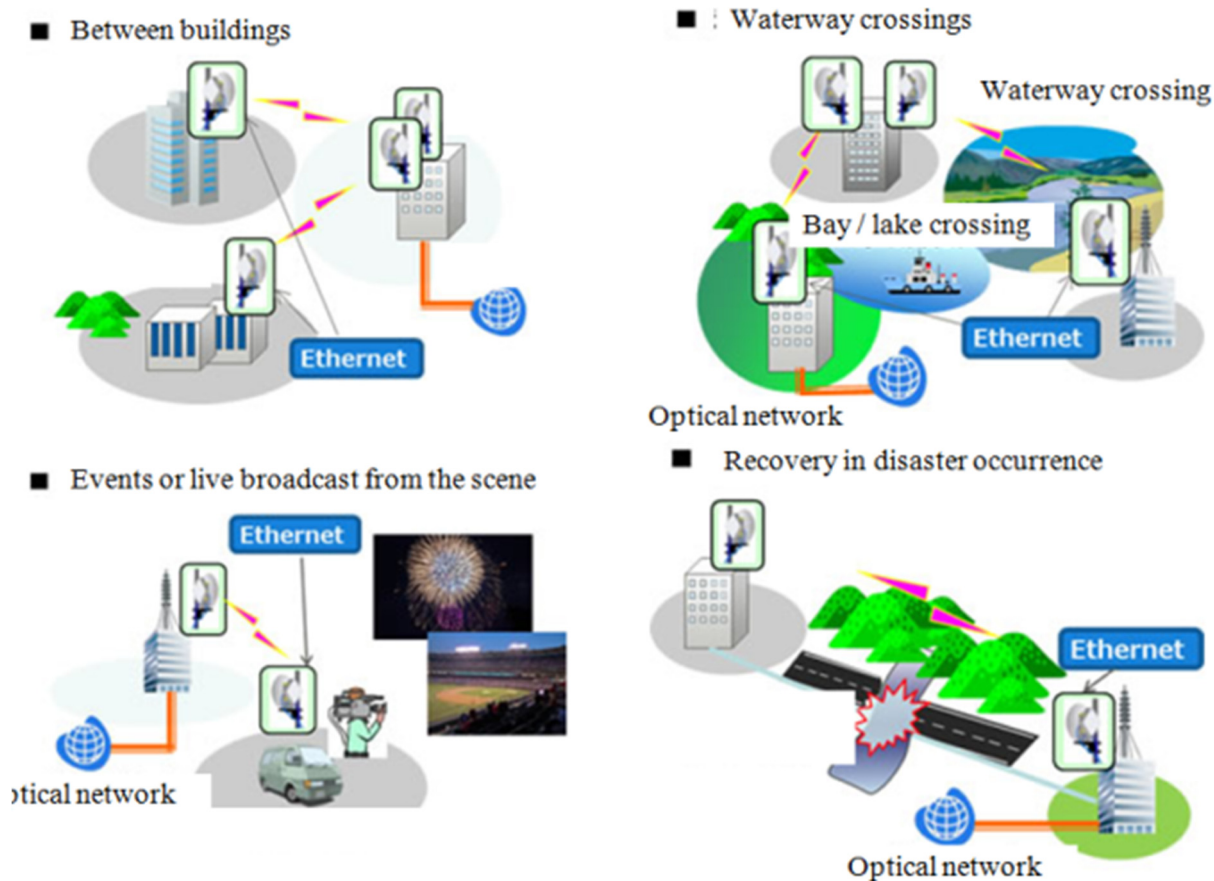 ■ Between buildings
Ethernet
■ Waterway crossings
Waterway crossing
Bay / lake crossing
Ethernet
Optical network
■ Events or live broadcast from the scene
Ethernet
ptical network
■ Recovery in disaster occurrence
Ethernet
Optical network